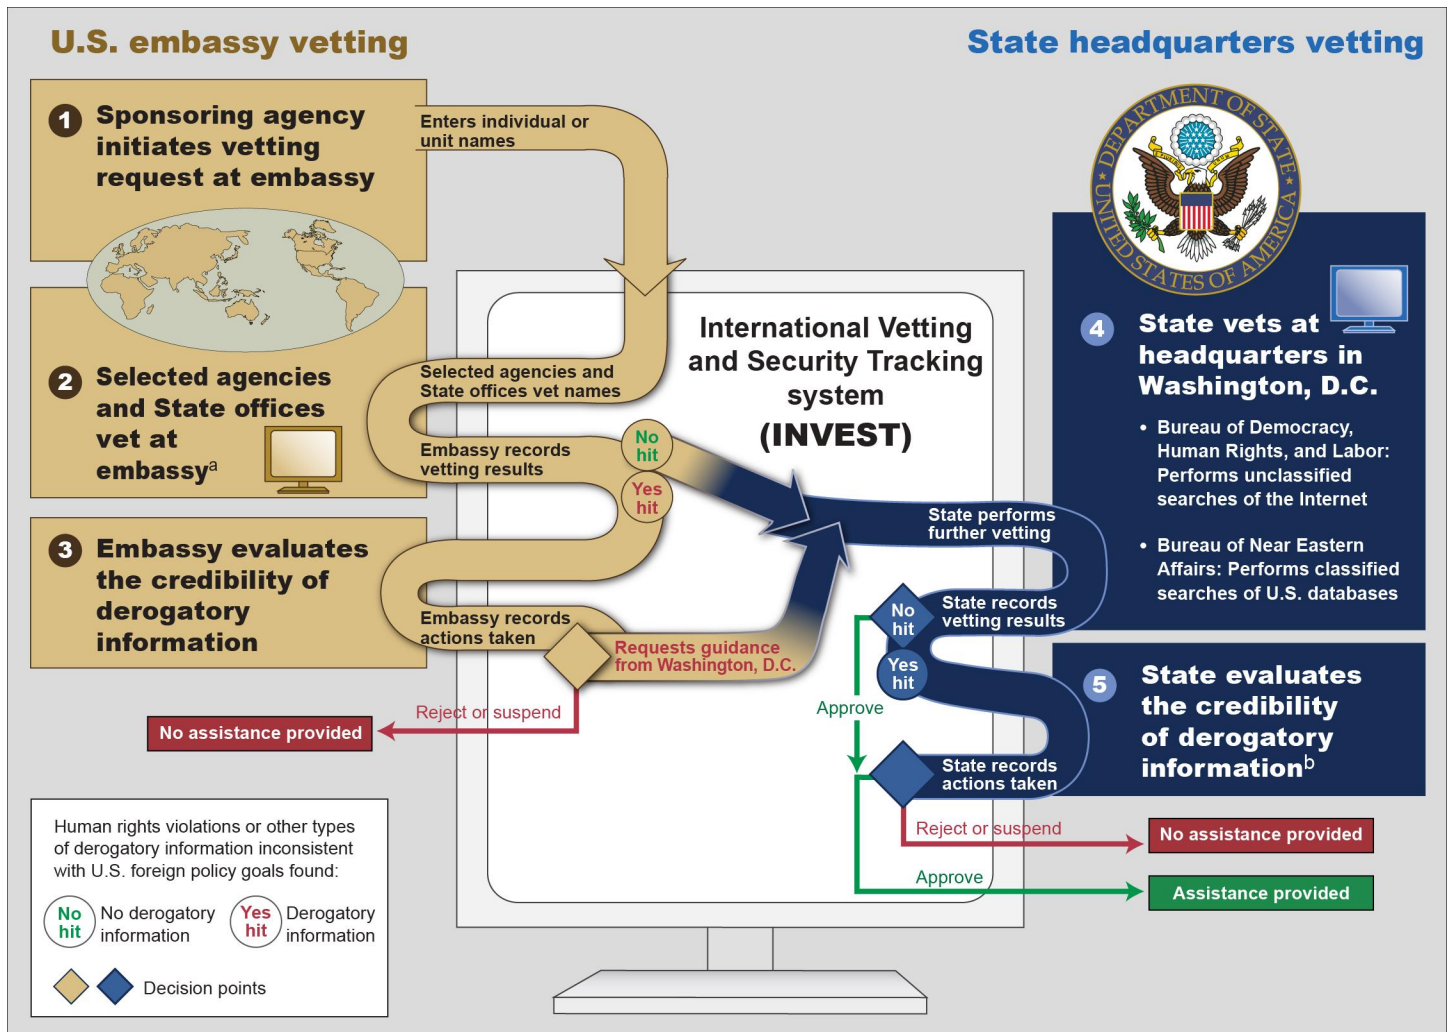 U.S. embassy vetting
State headquarters vetting
1
Sponsoring agency
initiates vetting
request at embassy
Enters individual or
unit names
2
Selected agencies
and State offices
vet at
embassyᵃ
Selected agencies and
State offices vet names
Embassy records
vetting results
No
hit
Yes
hit
3
Embassy evaluates
the credibility of
derogatory
information
Embassy records
actions taken
Requests guidance
from Washington, D.C.
Reject or suspend
No assistance provided
International Vetting
and Security Tracking
system
(INVEST)
DEPARTMENT OF STATE
UNITED STATES OF AMERICA
4
State vets at
headquarters in
Washington, D.C.
• Bureau of Democracy,
Human Rights, and Labor:
Performs unclassified
searches of the Internet
• Bureau of Near Eastern
Affairs: Performs classified
searches of U.S. databases
State performs
further vetting
State records
vetting results
No
hit
Yes
hit
Approve
5
State evaluates
the credibility
of derogatory
informationᵇ
State records
actions taken
Reject or suspend
No assistance provided
Approve
Assistance provided
Human rights violations or other types
of derogatory information inconsistent
with U.S. foreign policy goals found:
No
hit
No derogatory
information
Yes
hit
Derogatory
information
Decision points